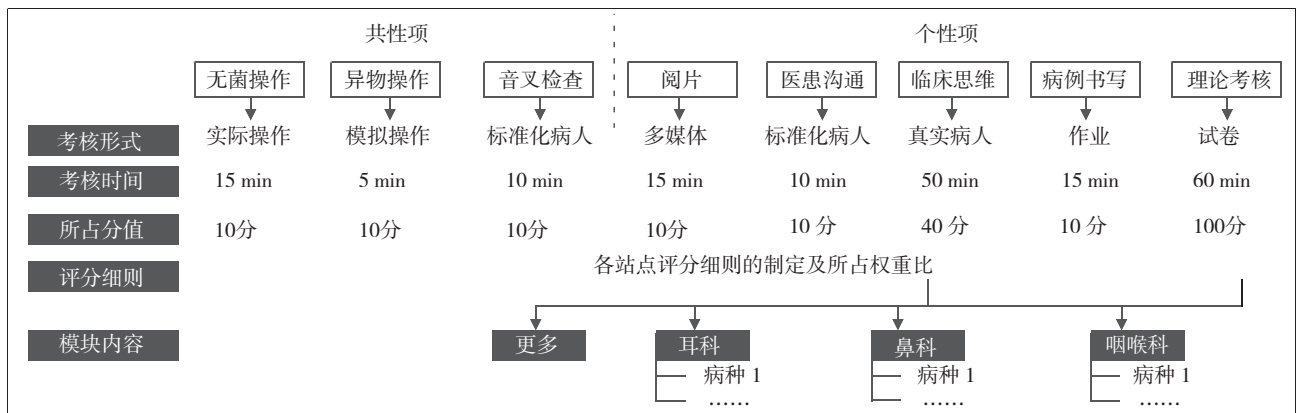 共性项 个性项
无菌操作 异物操作 音叉检查 阅片 医患沟通 临床思维 病例书写 理论考核
考核形式 实际操作 模拟操作 标准化病人 多媒体 标准化病人 真实病人 作业 试卷
考核时间 15 min 5 min 10 min 15 min 10 min 50 min 15 min 60 min
所占分值 10分 10分 10分 10分 10 分 40 分 10 分 100分
评分细则 各站点评分细则的制定及所占权重比
模块内容 更多 耳科 鼻科 咽喉科
病种 1 病种 1 病种 1
…… …… ……